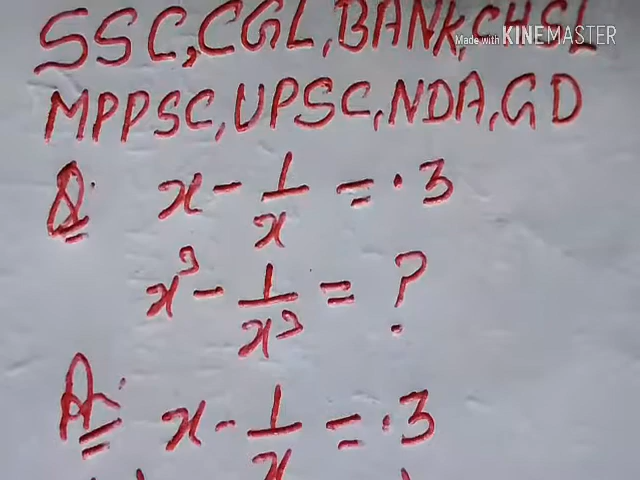 SSC, CGL, BANK, CHSL
Made with KINEMASTER
MPPSC, UPSC, NDA, GD
Q. x - 1/x = .3
x³ - 1/x³ = ?
A. x - 1/x = .3